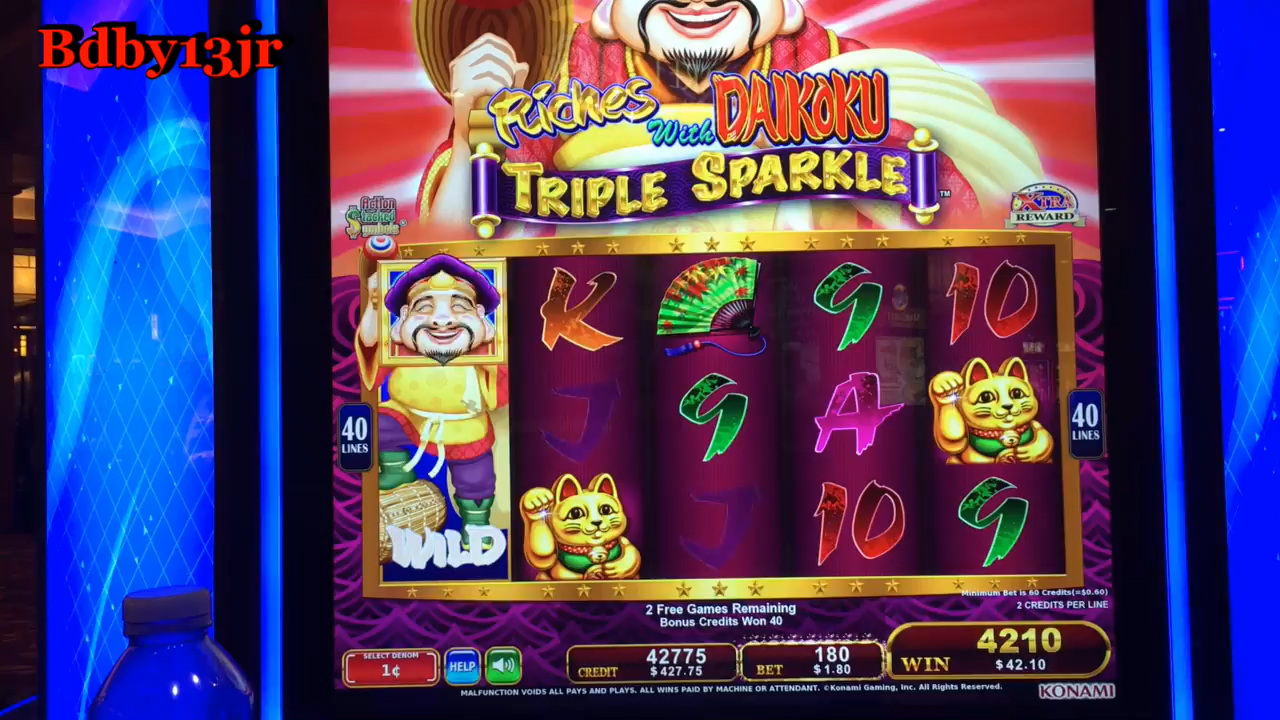 Bdby13jr
Riches With DAIKOKU
TRIPLE SPARKLE™
Action
Stacked
Symbols
XTRA
REWARD
K 9 10
J 9 A
WILD J 10 9
40
LINES
40
LINES
Minimum Bet is 60 Credits(=$0.60)
2 CREDITS PER LINE
2 Free Games Remaining
Bonus Credits Won 40
SELECT DENOM
1¢
HELP
CREDIT 42775
$427.75
BET 180
$1.80
WIN 4210
$42.10
MALFUNCTION VOIDS ALL PAYS AND PLAYS. ALL WINS PAID BY MACHINE OR ATTENDANT. ©Konami Gaming, Inc. All Rights Reserved.
KONAMI